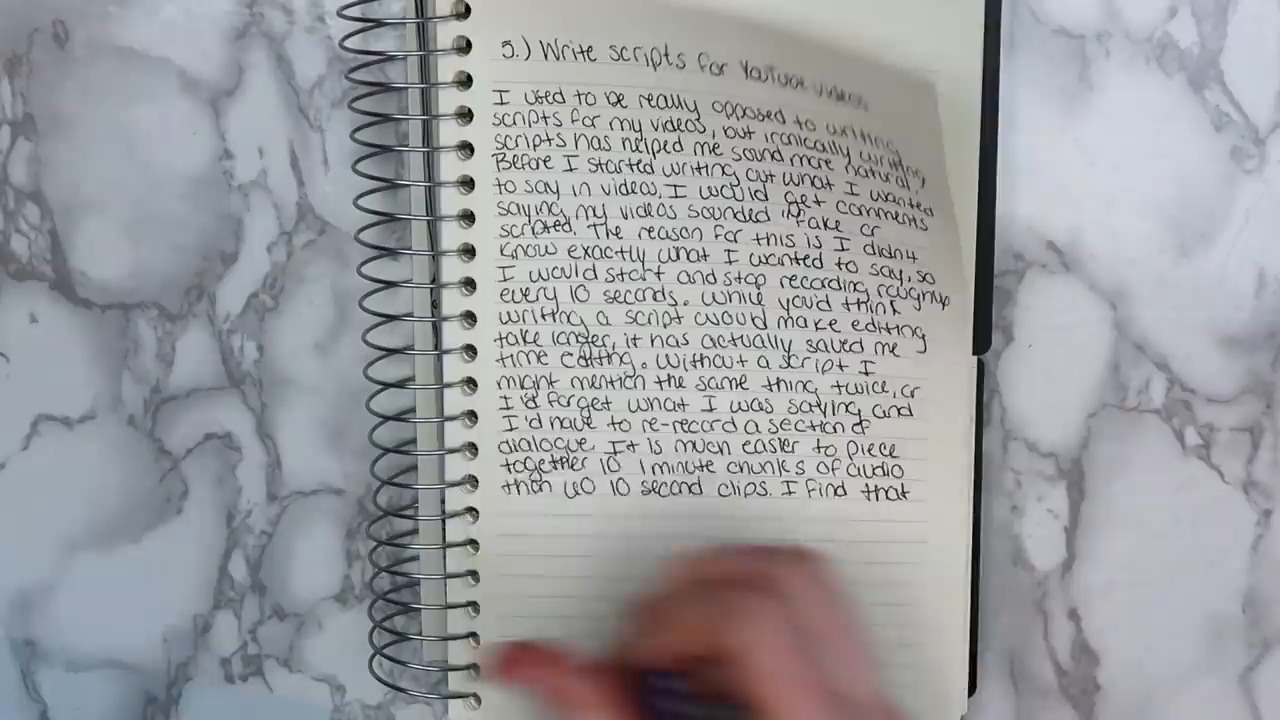 5.) Write scripts for YouTube videos
I used to be really opposed to writing
scripts for my videos, but ironically writing
scripts has helped me sound more natural.
Before I started writing out what I wanted
to say in videos, I would get comments
saying my videos sounded fake or
scripted. The reason for this is I didn't
know exactly what I wanted to say, so
I would start and stop recording roughly
every 10 seconds. While you'd think
writing a script would make editing
take longer, it has actually saved me
time editing. Without a script I
might mention the same thing twice, or
I'd forget what I was saying and
I'd have to re-record a section of
dialogue. It is much easier to piece
together 10 1 minute chunks of audio
than 60 10 second clips. I find that